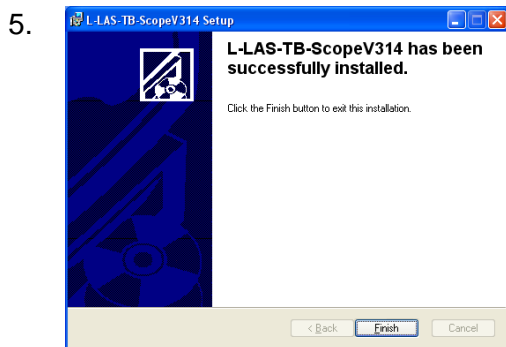 5.
L-LAS-TB-ScopeV314 Setup
L-LAS-TB-ScopeV314 has been
successfully installed.
Click the Finish button to exit this installation.
< Back Finish Cancel